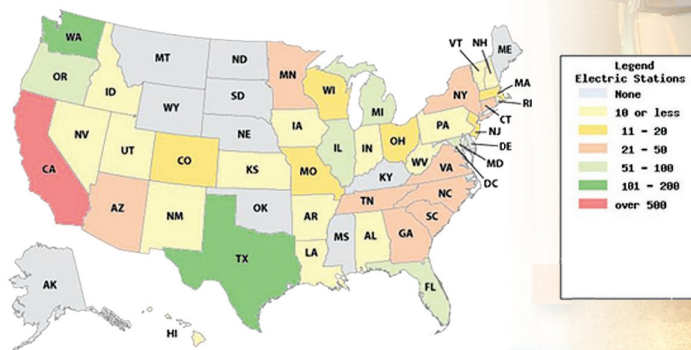 WA
MT
ND
MN
VT NH
ME
OR
ID
WY
SD
WI
MI
NY
MA
RI
CT
NV
UT
CO
NE
IA
IL
IN
OH
PA
NJ
DE
MD
DC
CA
KS
MO
KY
WV
VA
AZ
NM
OK
AR
TN
NC
SC
TX
LA
MS
AL
GA
FL
AK
HI
Legend
Electric Stations
None
10 or less
11 - 20
21 - 50
51 - 100
101 - 200
over 500